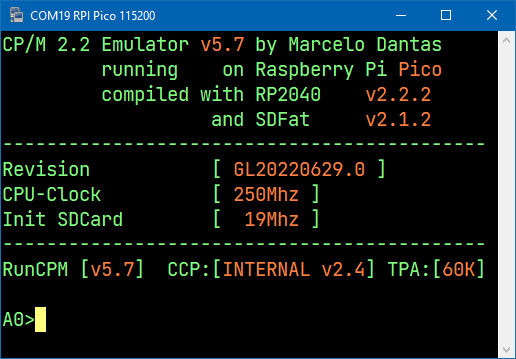 COM19 RPI Pico 115200
CP/M 2.2 Emulator v5.7 by Marcelo Dantas
running on Raspberry Pi Pico
compiled with RP2040 v2.2.2
and SDFat v2.1.2
----------------------------------------------
Revision [ GL20220629.0 ]
CPU-Clock [ 250Mhz ]
Init SDCard [ 19Mhz ]
----------------------------------------------
RunCPM [v5.7] CCP:[INTERNAL v2.4] TPA:[60K]
A0>